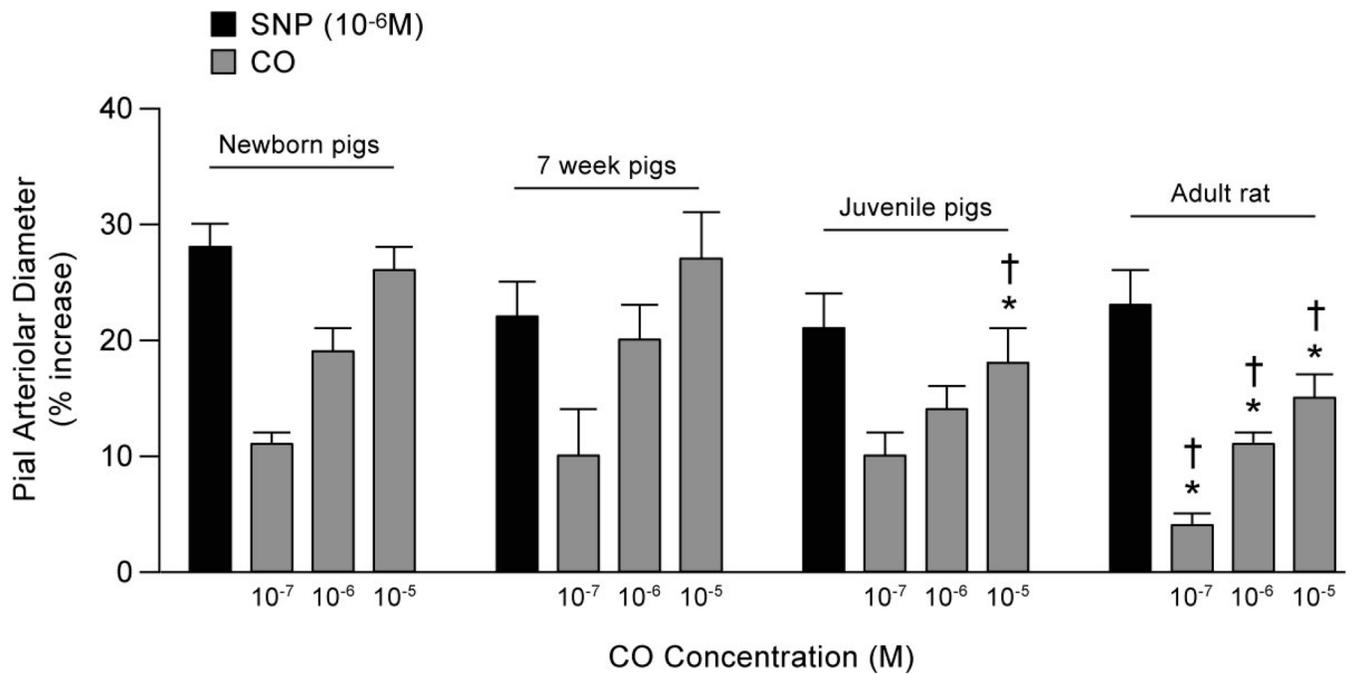 SNP (10⁻⁶M)
CO
Pial Arteriolar Diameter
(% increase)
40
30
20
10
0
Newborn pigs
7 week pigs
Juvenile pigs
Adult rat
†
*
†
*
†
*
†
*
10⁻⁷ 10⁻⁶ 10⁻⁵ 10⁻⁷ 10⁻⁶ 10⁻⁵ 10⁻⁷ 10⁻⁶ 10⁻⁵ 10⁻⁷ 10⁻⁶ 10⁻⁵
CO Concentration (M)